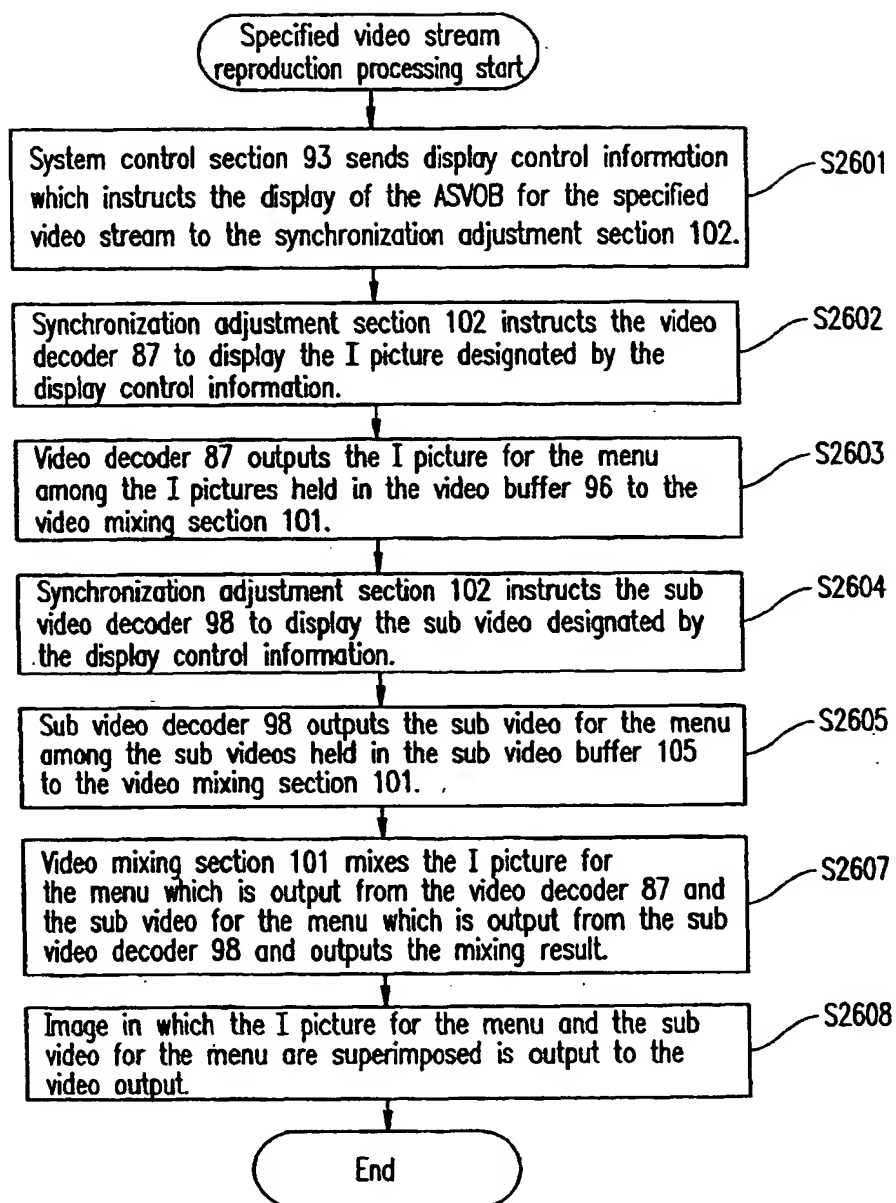 Specified video stream
reproduction processing start
System control section 93 sends display control information
which instructs the display of the ASVOB for the specified
video stream to the synchronization adjustment section 102.
S2601
Synchronization adjustment section 102 instructs the video
decoder 87 to display the I picture designated by the
display control information.
S2602
Video decoder 87 outputs the I picture for the menu
among the I pictures held in the video buffer 96 to the
video mixing section 101.
S2603
Synchronization adjustment section 102 instructs the sub
video decoder 98 to display the sub video designated by
the display control information.
S2604
Sub video decoder 98 outputs the sub video for the menu
among the sub videos held in the sub video buffer 105
to the video mixing section 101.
S2605
Video mixing section 101 mixes the I picture for
the menu which is output from the video decoder 87 and
the sub video for the menu which is output from the sub
video decoder 98 and outputs the mixing result.
S2607
Image in which the I picture for the menu and the sub
video for the menu are superimposed is output to the
video output.
S2608
End